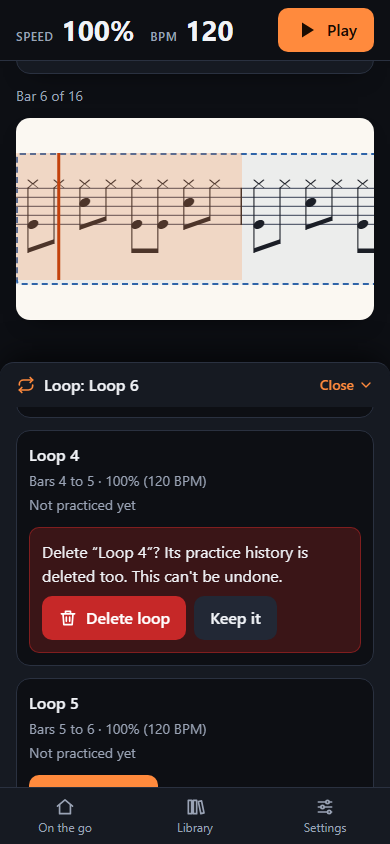 SPEED 100% BPM 120
Play
Bar 6 of 16
Loop: Loop 6
Close
Loop 4
Bars 4 to 5 · 100% (120 BPM)
Not practiced yet
Delete “Loop 4”? Its practice history is
deleted too. This can't be undone.
Delete loop
Keep it
Loop 5
Bars 5 to 6 · 100% (120 BPM)
Not practiced yet
On the go
Library
Settings